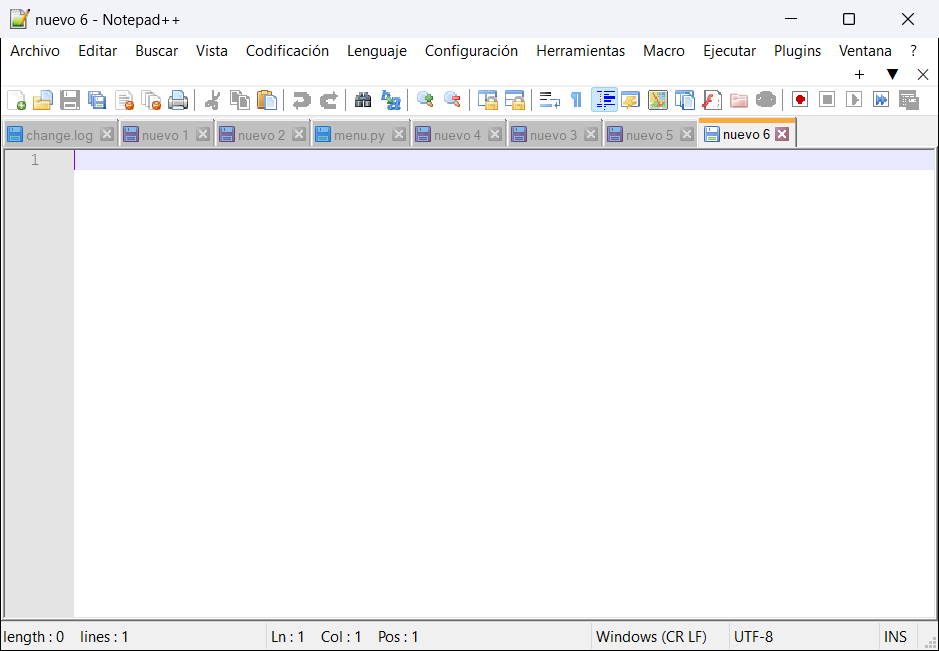 nuevo 6 - Notepad++
Archivo Editar Buscar Vista Codificación Lenguaje Configuración Herramientas Macro Ejecutar Plugins Ventana ?
change.log nuevo 1 nuevo 2 menu.py nuevo 4 nuevo 3 nuevo 5 nuevo 6
1
length : 0 lines : 1 Ln : 1 Col : 1 Pos : 1 Windows (CR LF) UTF-8 INS